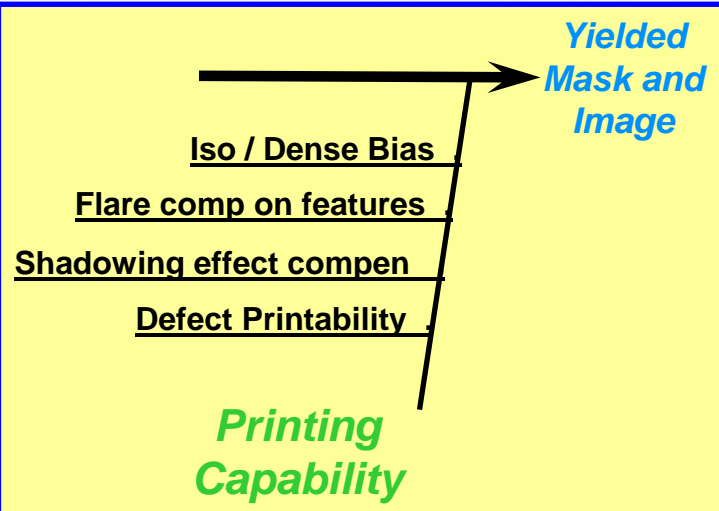 Yielded
Mask and
Image
Iso / Dense Bias .
Flare comp on features .
Shadowing effect compen
Defect Printability .
Printing
Capability